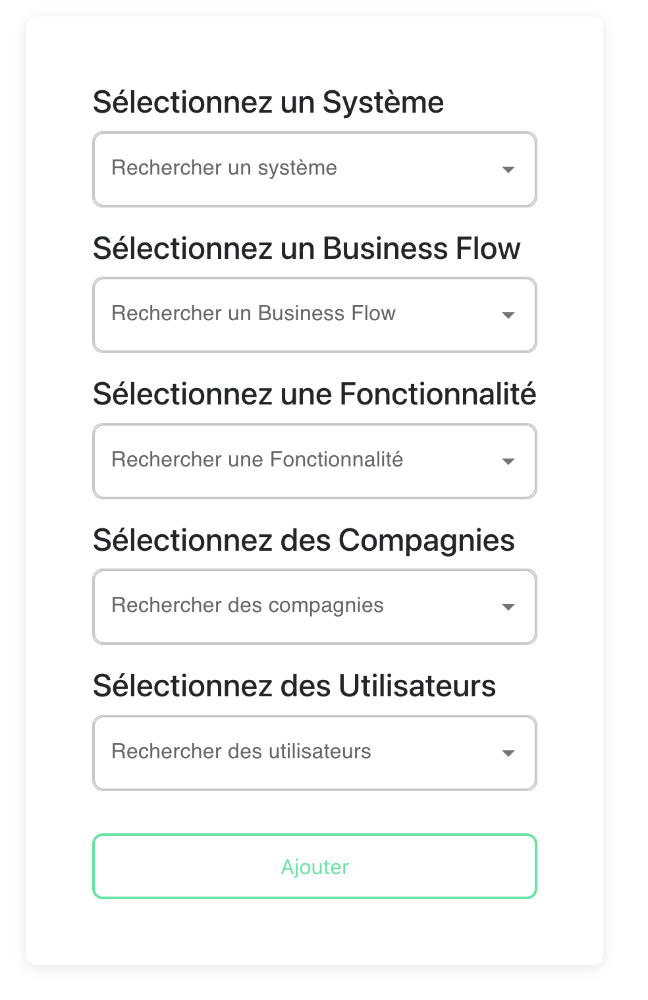 Sélectionnez un Système
Rechercher un système
Sélectionnez un Business Flow
Rechercher un Business Flow
Sélectionnez une Fonctionnalité
Rechercher une Fonctionnalité
Sélectionnez des Compagnies
Rechercher des compagnies
Sélectionnez des Utilisateurs
Rechercher des utilisateurs
Ajouter